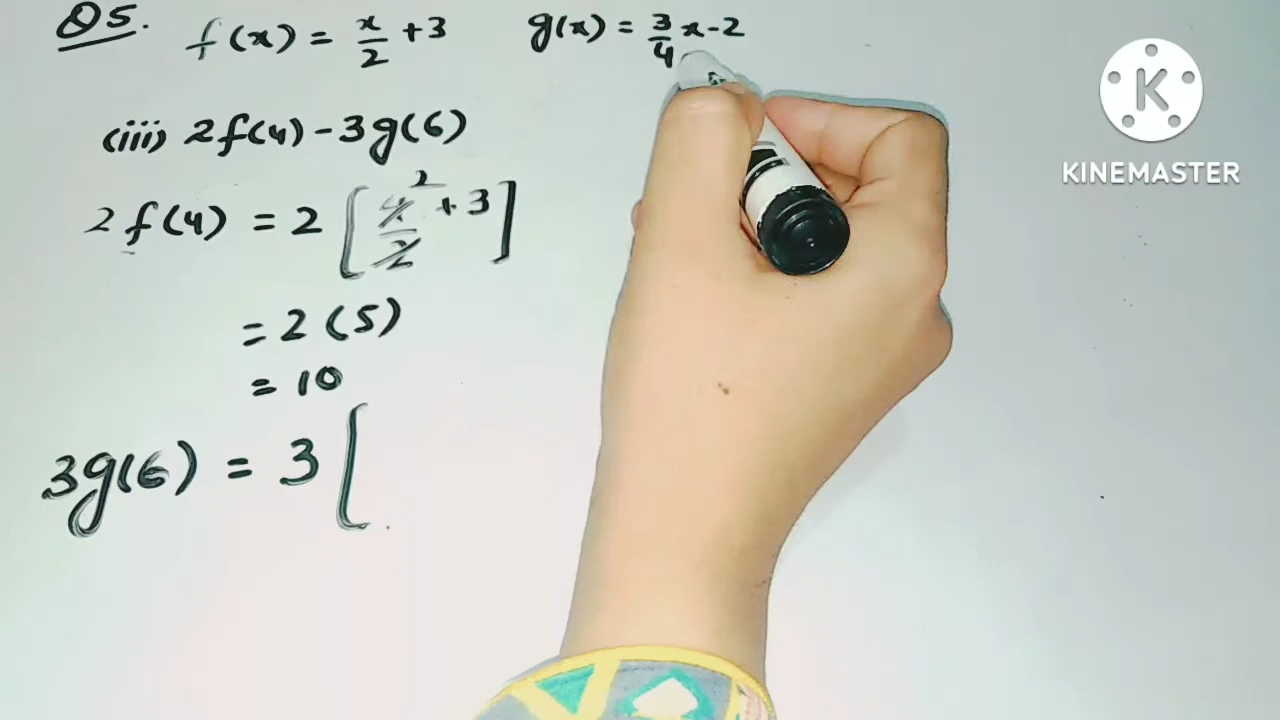 Q5. f(x) = x/2 + 3 g(x) = 3/4 x - 2
(iii) 2f(4) - 3g(6)
2f(4) = 2 [ 4/2 2 + 3 ]
= 2 (5)
= 10
3g(6) = 3 [
K
KINEMASTER